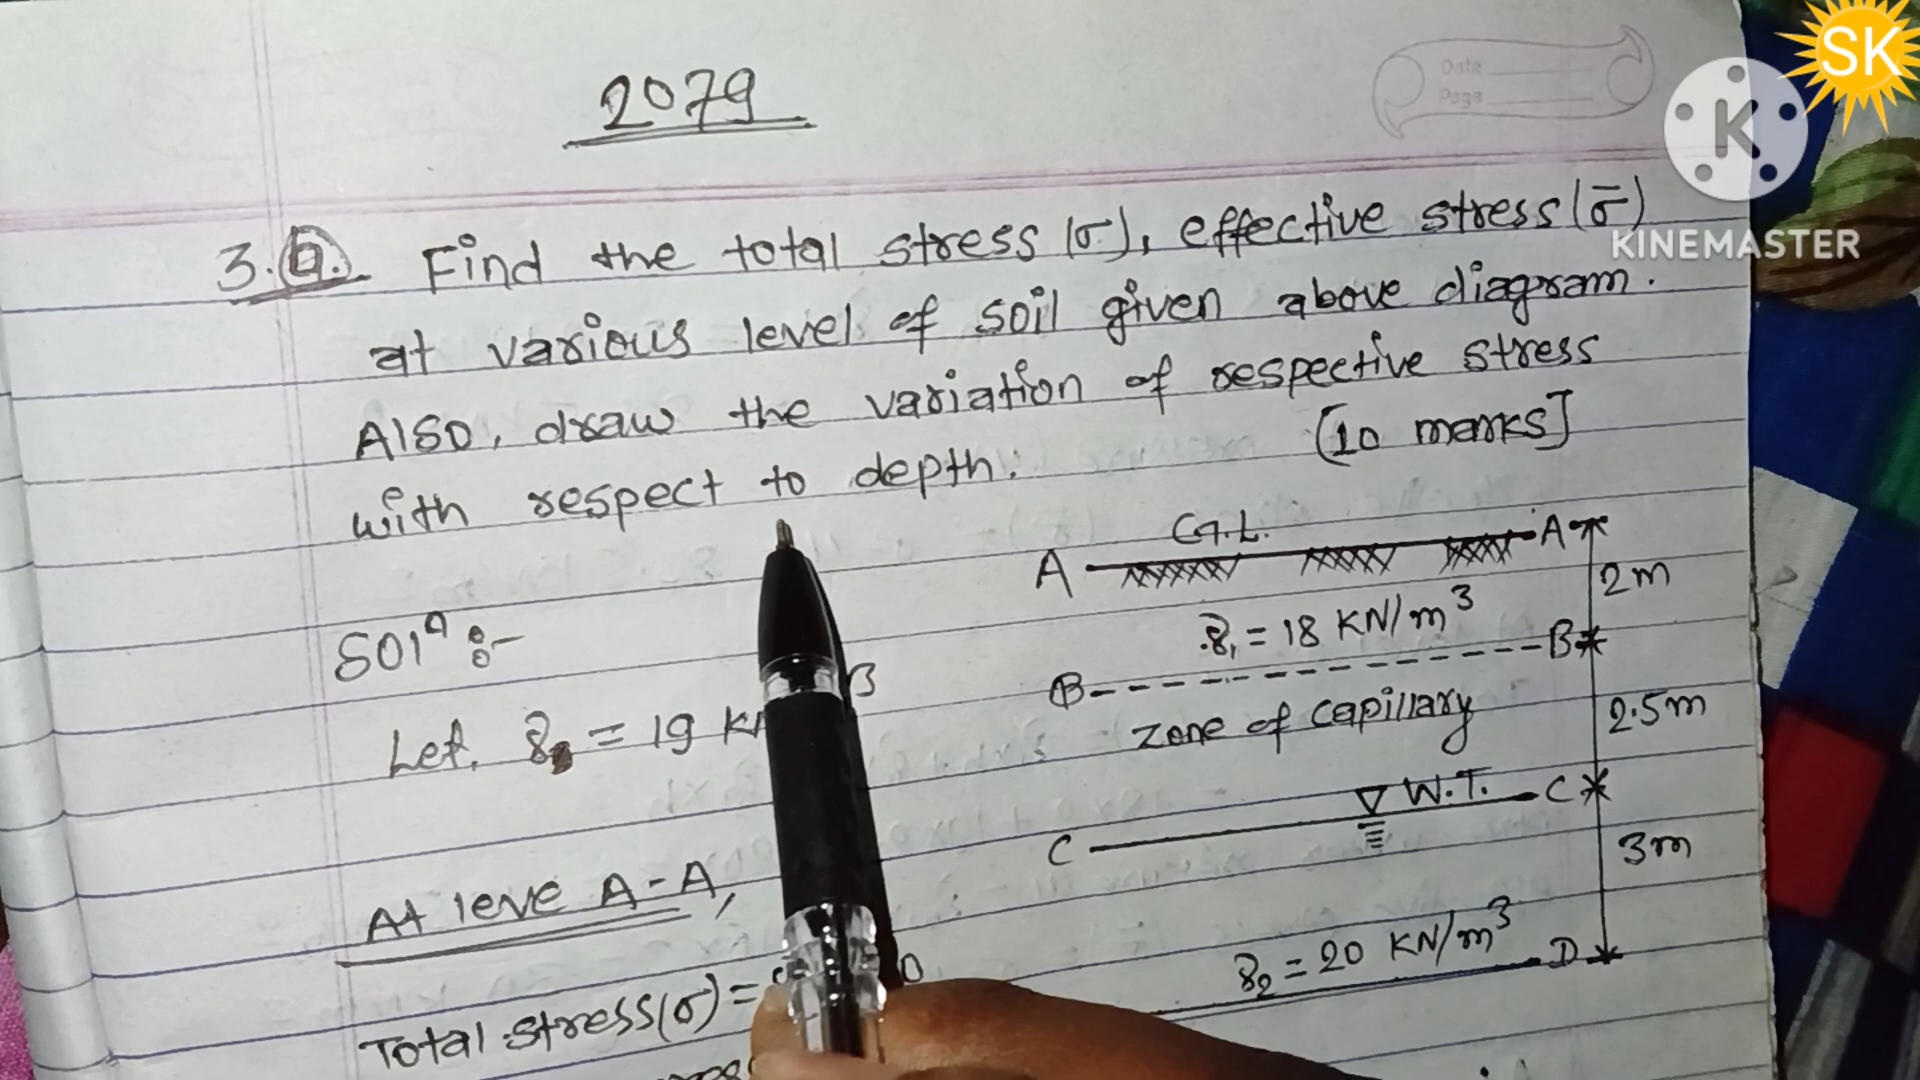 2079
Date
Page
SK
K
KINEMASTER
3.a. Find the total stress (σ), effective stress (σ̄)
at various level of soil given above diagram.
Also, draw the variation of respective stress
with respect to depth. [10 marks]
Solⁿ :-
Let, = 19
At leve A-A,
Total stress(σ) =
G.L.
A A
2m
γ₁ = 18 KN/m³
B B
zone of capillary
2.5m
W.T.
C C
3m
γ₂ = 20 KN/m³
D